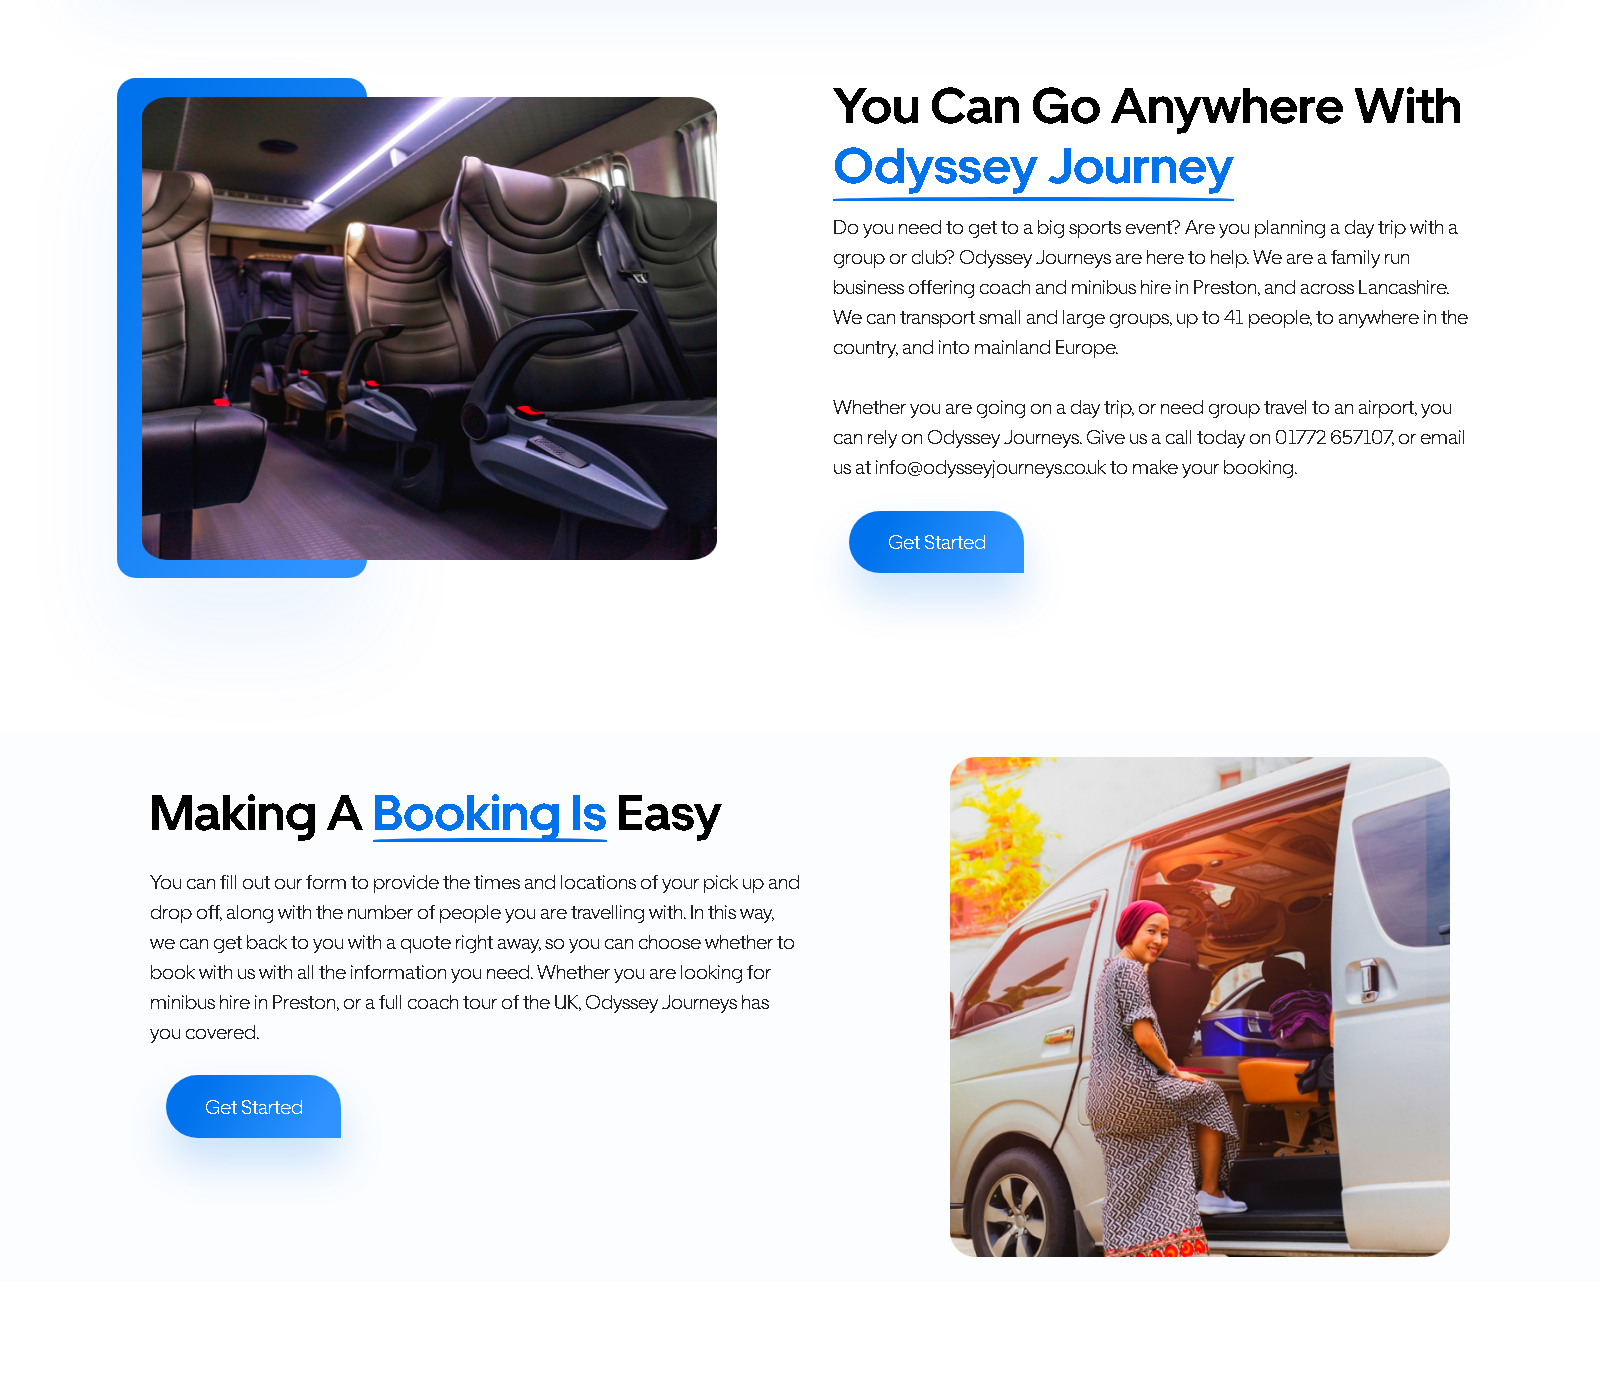 You Can Go Anywhere With
Odyssey Journey
Do you need to get to a big sports event? Are you planning a day trip with a
group or club? Odyssey Journeys are here to help. We are a family run
business offering coach and minibus hire in Preston, and across Lancashire.
We can transport small and large groups, up to 41 people, to anywhere in the
country, and into mainland Europe.
Whether you are going on a day trip, or need group travel to an airport, you
can rely on Odyssey Journeys. Give us a call today on 01772 657107, or email
us at info@odysseyjourneys.co.uk to make your booking.
Get Started
Making A Booking Is Easy
You can fill out our form to provide the times and locations of your pick up and
drop off, along with the number of people you are travelling with. In this way,
we can get back to you with a quote right away, so you can choose whether to
book with us with all the information you need. Whether you are looking for
minibus hire in Preston, or a full coach tour of the UK, Odyssey Journeys has
you covered.
Get Started